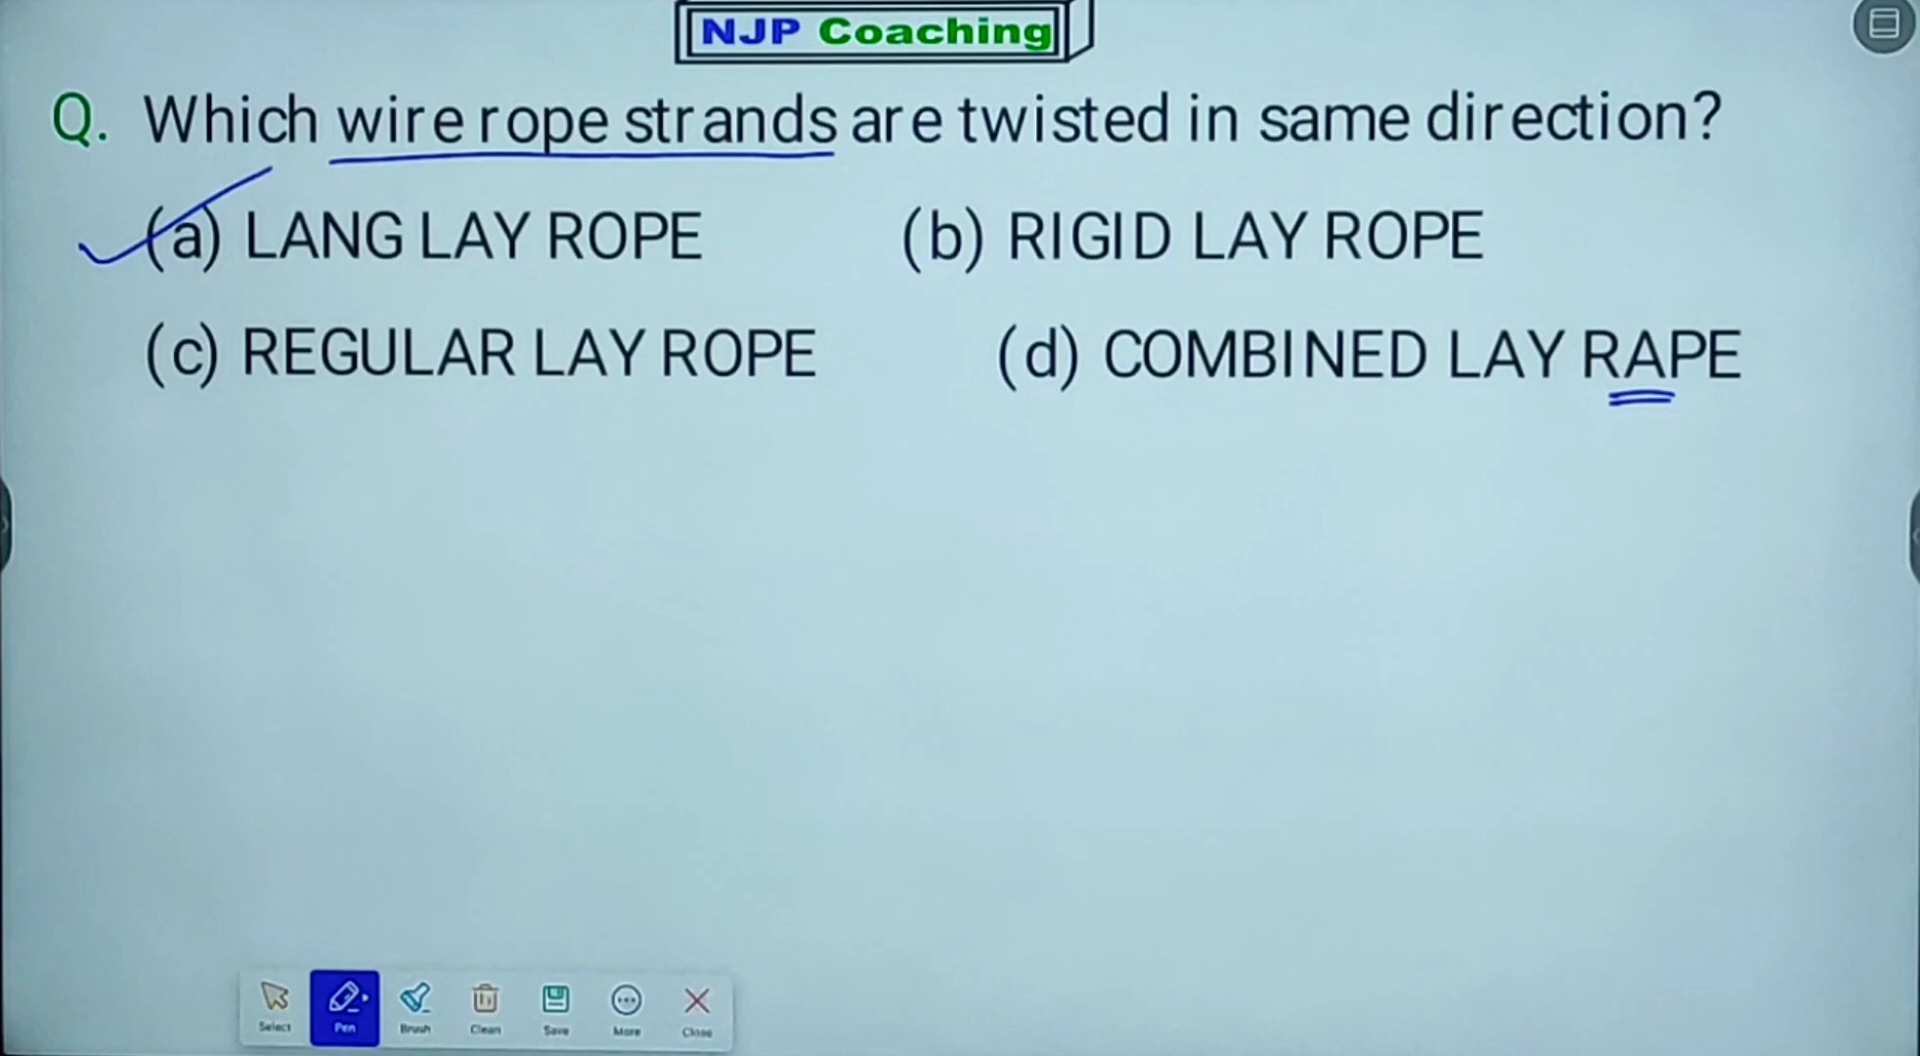 NJP Coaching
Q. Which wire rope strands are twisted in same direction?
(a) LANG LAY ROPE (b) RIGID LAY ROPE
(c) REGULAR LAY ROPE (d) COMBINED LAY RAPE
Select Pen Brush Clean Save More Close